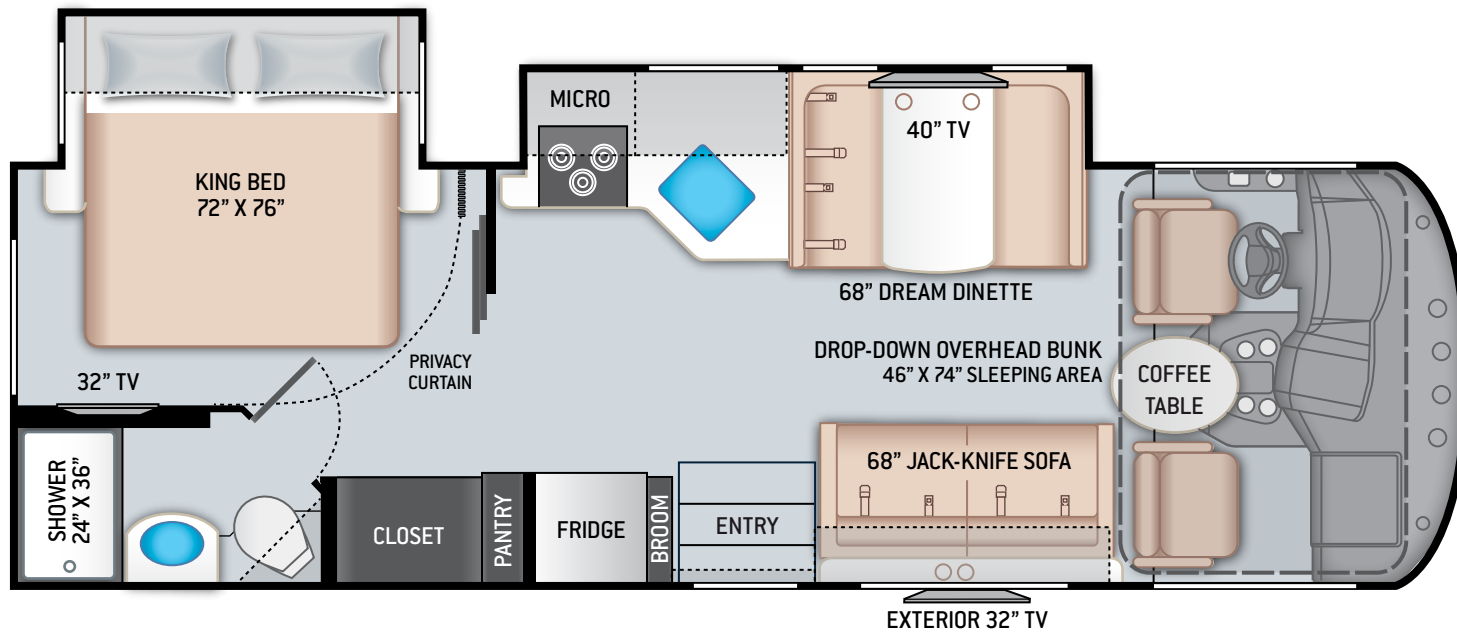 MICRO
40” TV
KING BED
72” X 76”
68” DREAM DINETTE
DROP-DOWN OVERHEAD BUNK
46” X 74” SLEEPING AREA
PRIVACY
CURTAIN
32” TV
COFFEE
TABLE
SHOWER
24” X 36”
CLOSET
PANTRY
FRIDGE
BROOM
ENTRY
68” JACK-KNIFE SOFA
EXTERIOR 32” TV